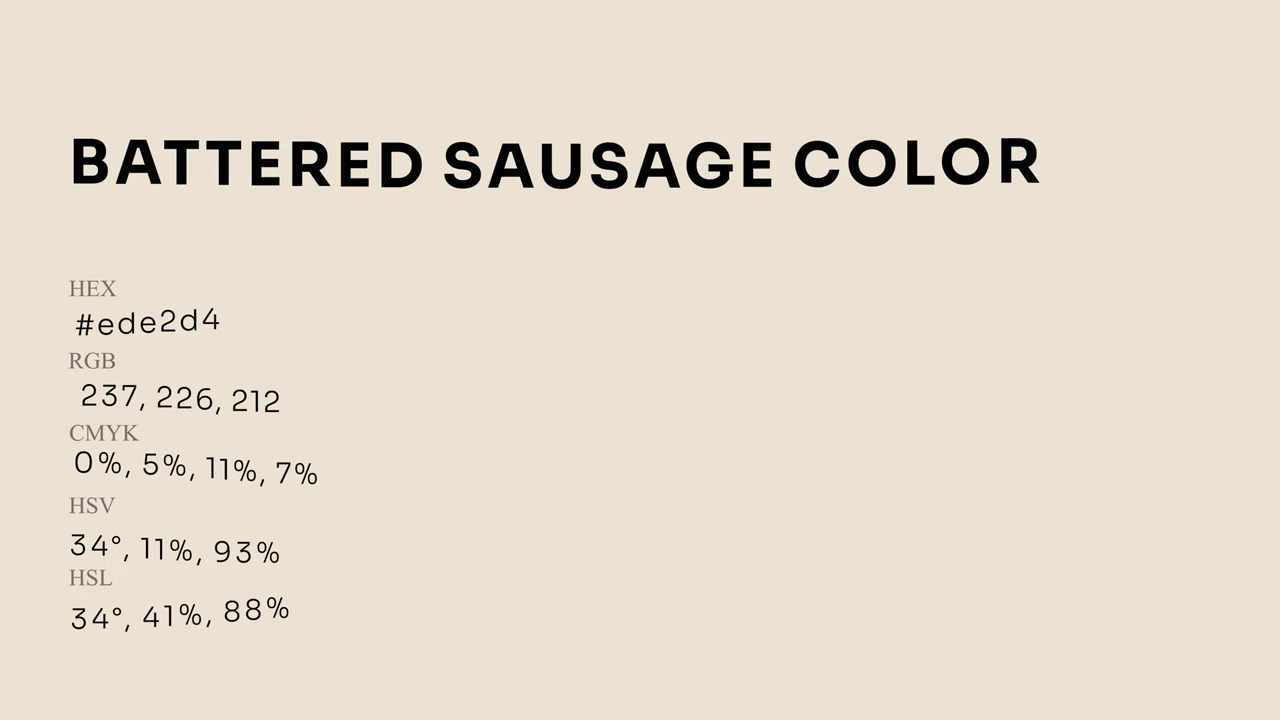 BATTERED SAUSAGE COLOR
HEX
#ede2d4
RGB
237, 226, 212
CMYK
0%, 5%, 11%, 7%
HSV
34°, 11%, 93%
HSL
34°, 41%, 88%